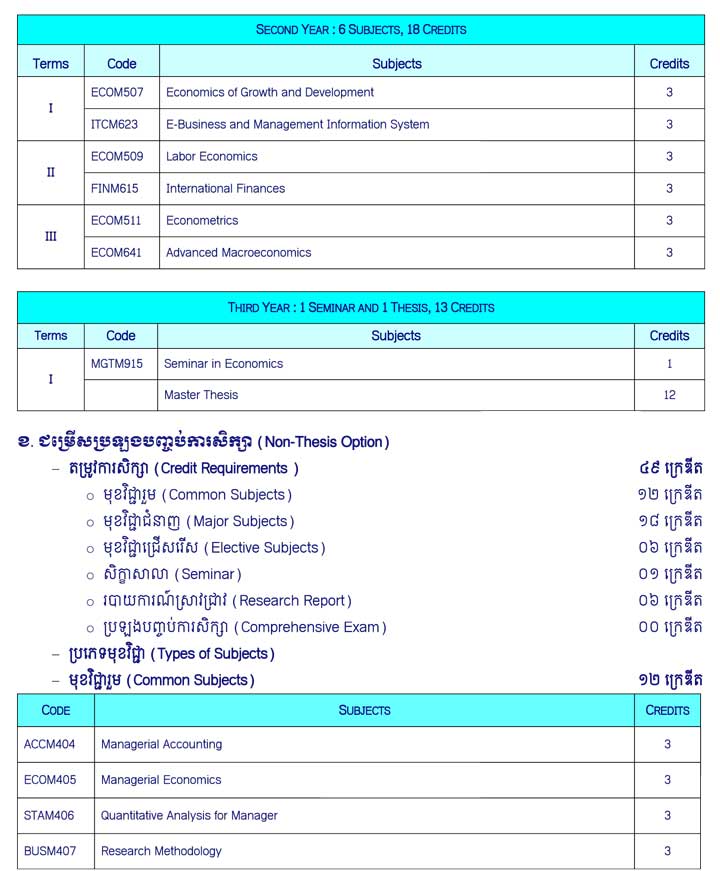 SECOND YEAR : 6 SUBJECTS, 18 CREDITS
Terms Code Subjects Credits
I ECOM507 Economics of Growth and Development 3
ITCM623 E-Business and Management Information System 3
II ECOM509 Labor Economics 3
FINM615 International Finances 3
III ECOM511 Econometrics 3
ECOM641 Advanced Macroeconomics 3
THIRD YEAR : 1 SEMINAR AND 1 THESIS, 13 CREDITS
Terms Code Subjects Credits
I MGTM915 Seminar in Economics 1
Master Thesis 12
ខ. ជម្រើសប្រឡងបញ្ចប់ការសិក្សា (Non-Thesis Option)
– តម្រូវការសិក្សា (Credit Requirements ) ៤៩ ក្រេឌីត
o មុខវិជ្ជារួម (Common Subjects) ១២ ក្រេឌីត
o មុខវិជ្ជាជំនាញ (Major Subjects) ១៨ ក្រេឌីត
o មុខវិជ្ជាជ្រើសរើស (Elective Subjects) ០៦ ក្រេឌីត
o សិក្ខាសាលា (Seminar) ០១ ក្រេឌីត
o របាយការណ៍ស្រាវជ្រាវ (Research Report) ០៦ ក្រេឌីត
o ប្រឡងបញ្ចប់ការសិក្សា (Comprehensive Exam) ០០ ក្រេឌីត
– ប្រភេទមុខវិជ្ជា (Types of Subjects)
– មុខវិជ្ជារួម (Common Subjects) ១២ ក្រេឌីត
CODE SUBJECTS CREDITS
ACCM404 Managerial Accounting 3
ECOM405 Managerial Economics 3
STAM406 Quantitative Analysis for Manager 3
BUSM407 Research Methodology 3